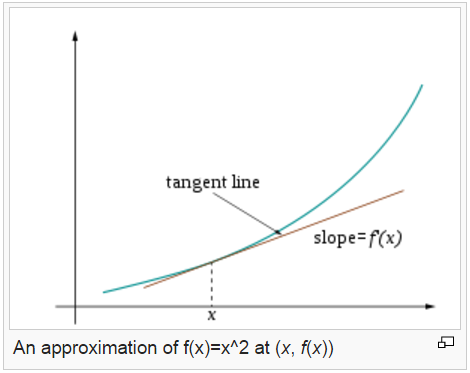 tangent line
slope=f'(x)
x
An approximation of f(x)=x^2 at (x, f(x))